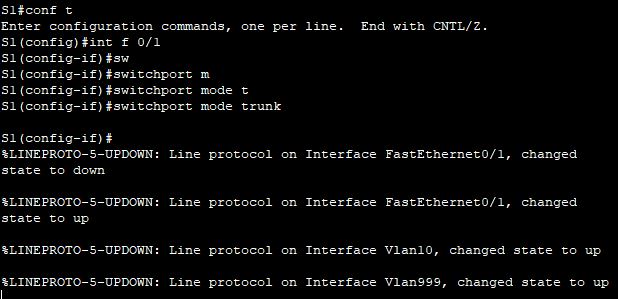 S1#conf t
Enter configuration commands, one per line.  End with CNTL/Z.
S1(config)#int f 0/1
S1(config-if)#sw
S1(config-if)#switchport m
S1(config-if)#switchport mode t
S1(config-if)#switchport mode trunk
S1(config-if)#
%LINEPROTO-5-UPDOWN: Line protocol on Interface FastEthernet0/1, changed
state to down
%LINEPROTO-5-UPDOWN: Line protocol on Interface FastEthernet0/1, changed
state to up
%LINEPROTO-5-UPDOWN: Line protocol on Interface Vlan10, changed state to up
%LINEPROTO-5-UPDOWN: Line protocol on Interface Vlan999, changed state to up